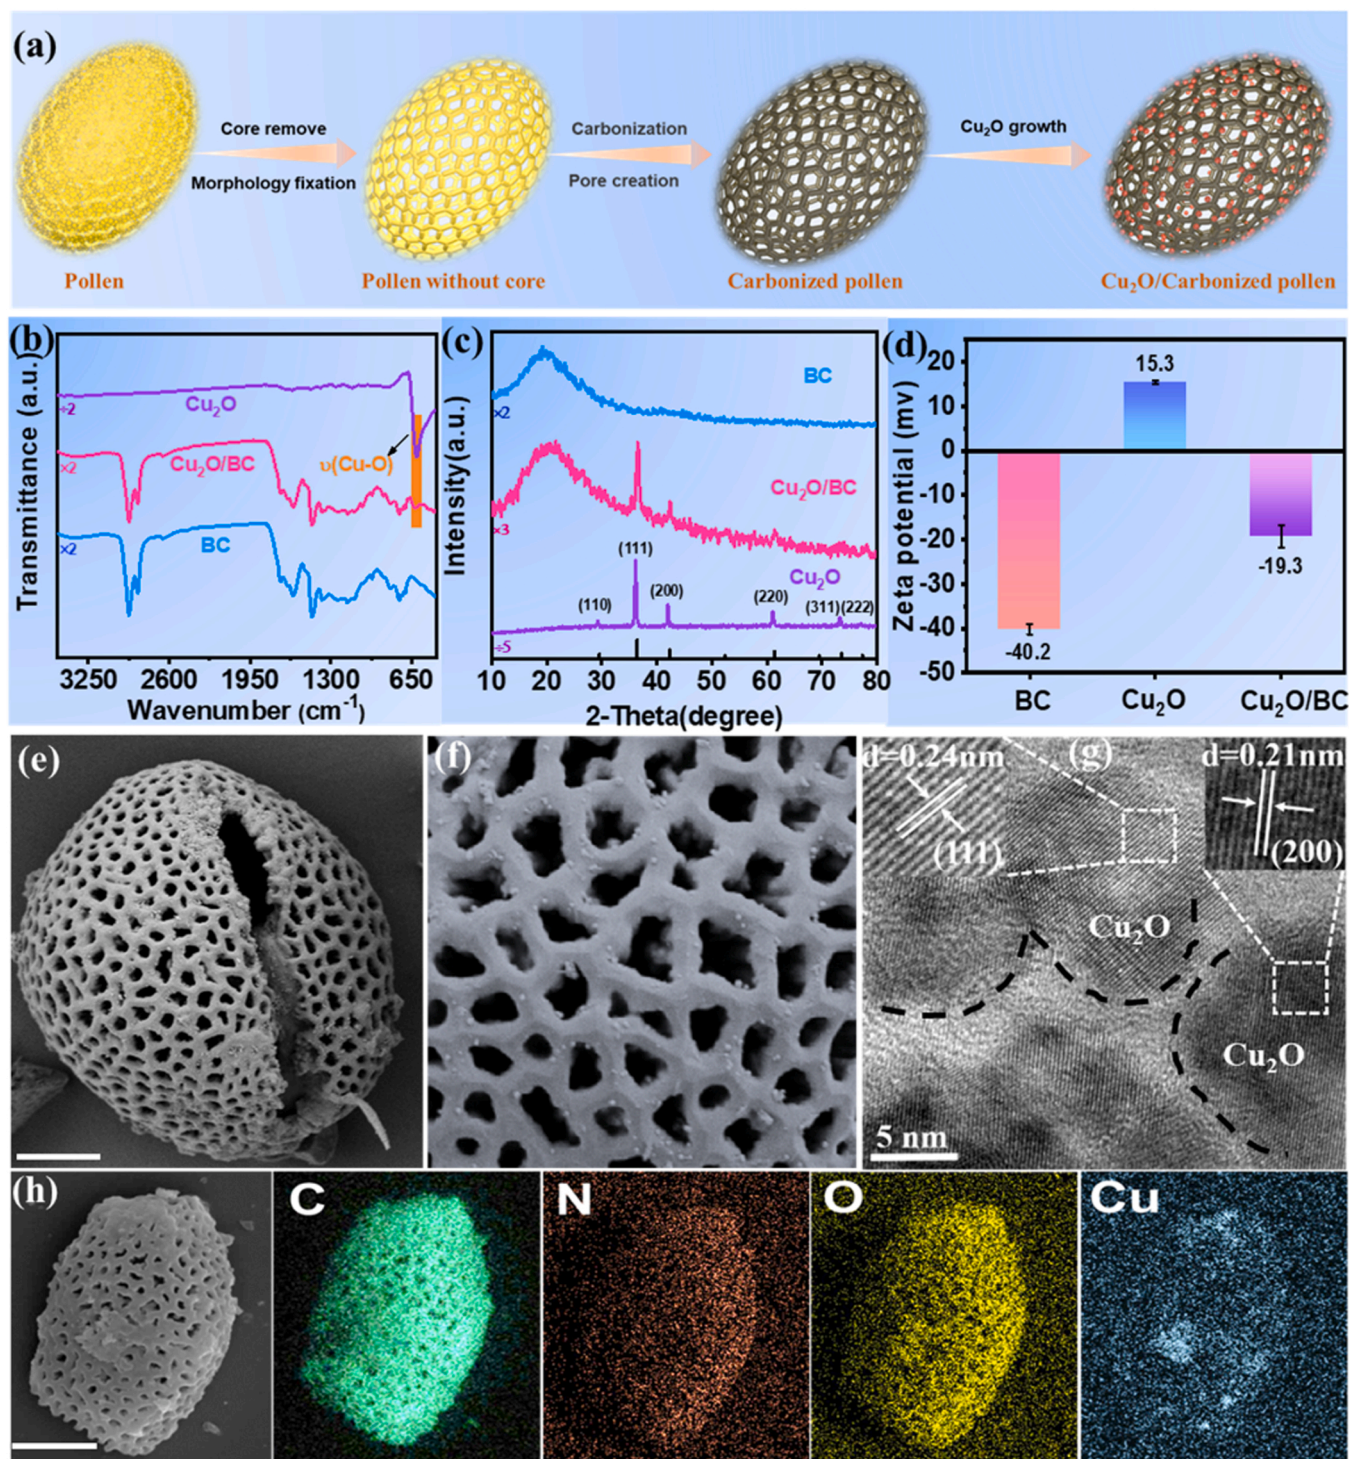 (a)
Core remove
Morphology fixation
Carbonization
Pore creation
Cu₂O growth
Pollen
Pollen without core
Carbonized pollen
Cu₂O/Carbonized pollen
(b)
Transmittance (a.u.)
÷2
Cu₂O
×2
Cu₂O/BC
υ(Cu-O)
×2
BC
3250 2600 1950 1300 650
Wavenumber (cm⁻¹)
(c)
Intensity(a.u.)
BC
×2
Cu₂O/BC
×3
(111)
Cu₂O
(110)
(200)
(220)
(311)(222)
÷5
10 20 30 40 50 60 70 80
2-Theta(degree)
(d)
Zeta potential (mv)
20
10
0
-10
-20
-30
-40
-50
15.3
-19.3
-40.2
BC Cu₂O Cu₂O/BC
(e)
(f)
(g)
d=0.24nm
(111)
d=0.21nm
(200)
Cu₂O
Cu₂O
5 nm
(h)
C
N
O
Cu